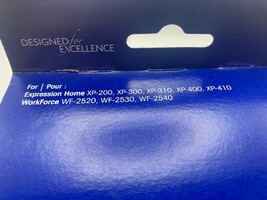 DESIGNED for
EXCELLENCE
For | Pour :
Expression Home XP-200, XP-300, XP-310, XP-400, XP-410
WorkForce WF-2520, WF-2530, WF-2540